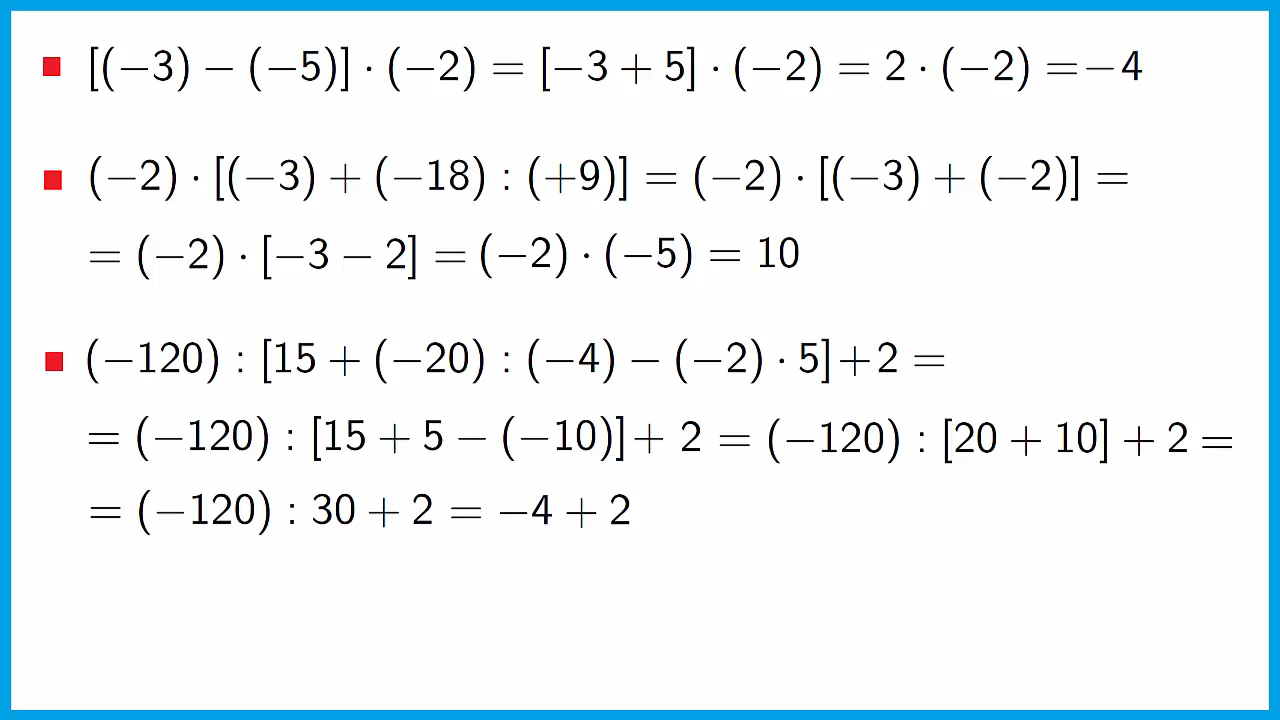 [(−3) − (−5)] · (−2) = [−3 + 5] · (−2) = 2 · (−2) = −4
(−2) · [(−3) + (−18) : (+9)] = (−2) · [(−3) + (−2)] =
= (−2) · [−3 − 2] = (−2) · (−5) = 10
(−120) : [15 + (−20) : (−4) − (−2) · 5] + 2 =
= (−120) : [15 + 5 − (−10)] + 2 = (−120) : [20 + 10] + 2 =
= (−120) : 30 + 2 = −4 + 2